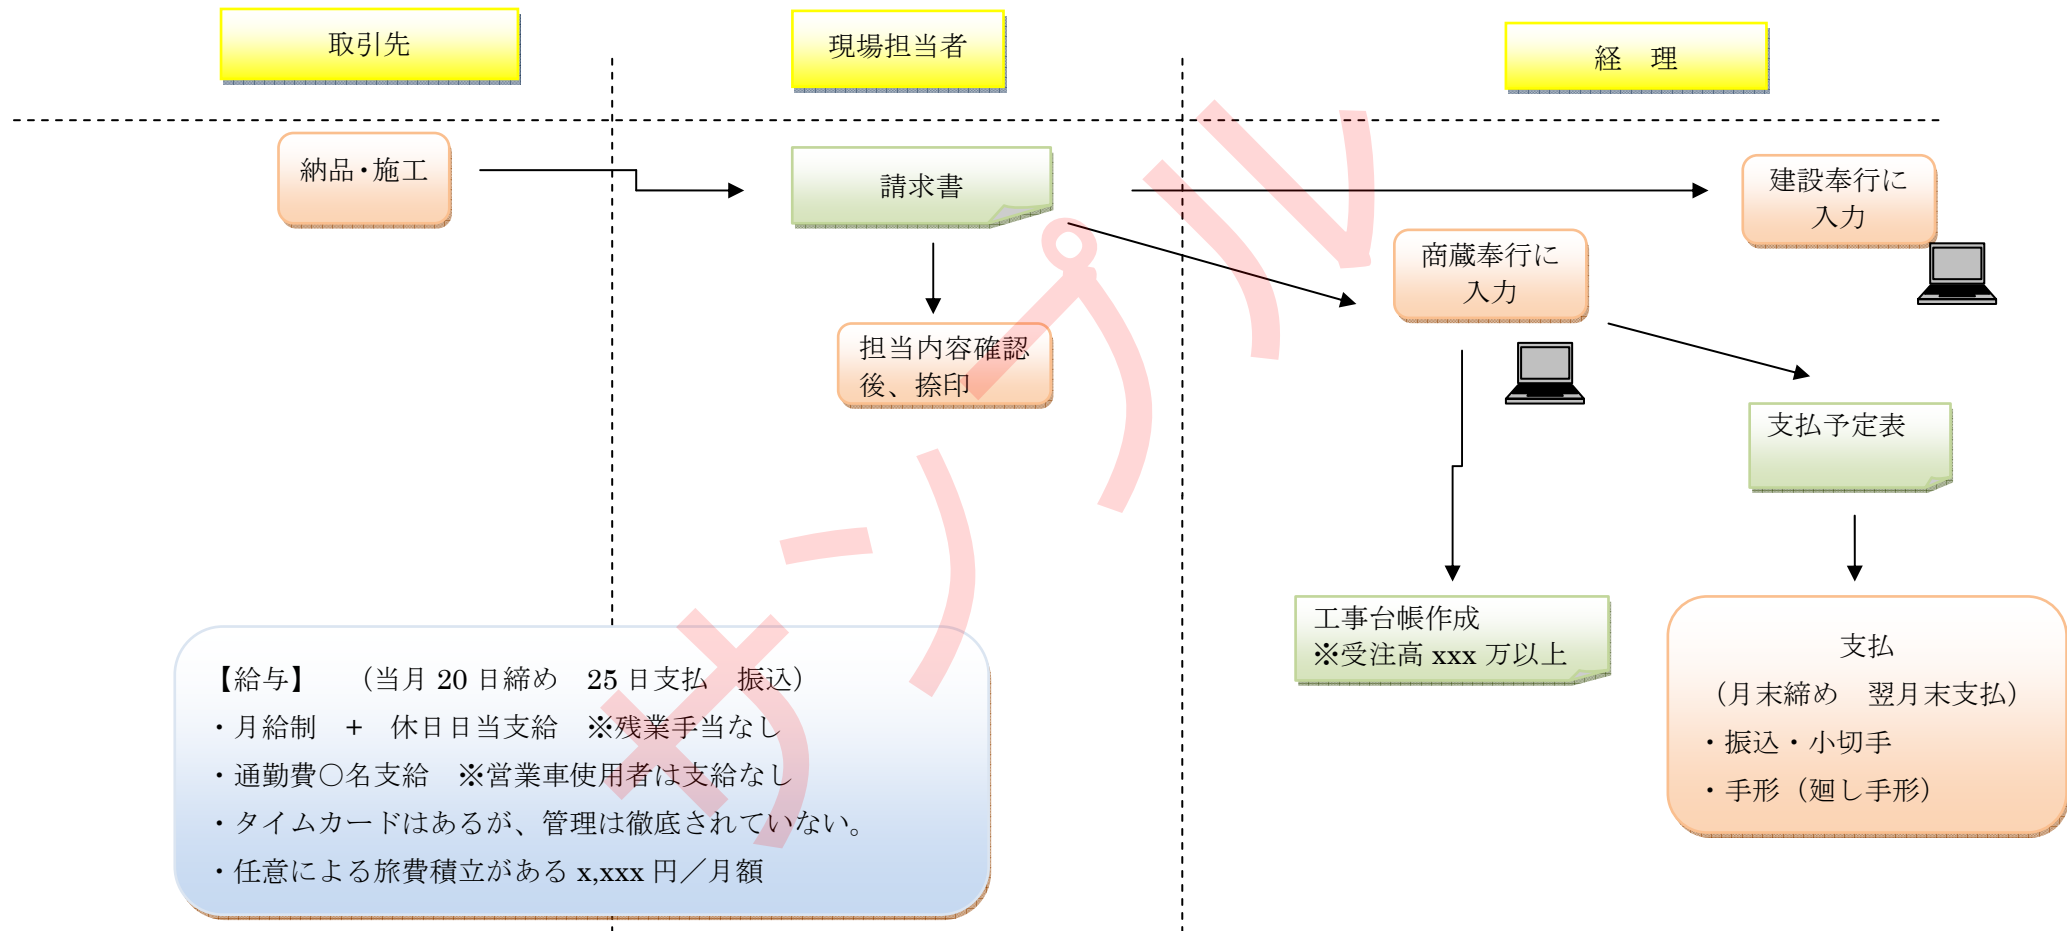 取引先
現場担当者
経　理
納品・施工
請求書
建設奉行に
入力
商蔵奉行に
入力
担当内容確認
後、捺印
支払予定表
工事台帳作成
※受注高 xxx 万以上
支払
（月末締め　翌月末支払）
・振込・小切手
・手形（廻し手形）
【給与】　（当月 20 日締め　25 日支払　振込）
・月給制　+　休日日当支給　※残業手当なし
・通勤費〇名支給　※営業車使用者は支給なし
・タイムカードはあるが、管理は徹底されていない。
・任意による旅費積立がある x,xxx 円／月額
サンプル